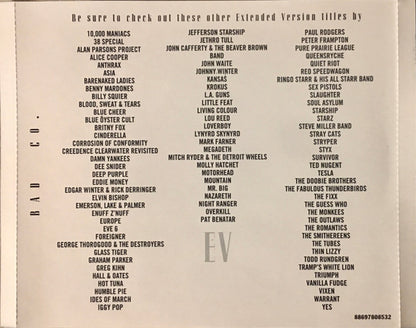 Be sure to check out these other Extended Version titles by
BAD CO.
10,000 MANIACS
38 SPECIAL
ALAN PARSONS PROJECT
ALICE COOPER
ANTHRAX
ASIA
BARENAKED LADIES
BENNY MARDONES
BILLY SQUIER
BLOOD, SWEAT & TEARS
BLUE CHEER
BLUE ÖYSTER CULT
BRITNY FOX
CINDERELLA
CORROSION OF CONFORMITY
CREEDENCE CLEARWATER REVISITED
DAMN YANKEES
DEE SNIDER
DEEP PURPLE
EDDIE MONEY
EDGAR WINTER & RICK DERRINGER
ELVIN BISHOP
EMERSON, LAKE & PALMER
ENUFF Z'NUFF
EUROPE
EVE 6
FOREIGNER
GEORGE THOROGOOD & THE DESTROYERS
GLASS TIGER
GRAHAM PARKER
GREG KIHN
HALL & OATES
HOT TUNA
HUMBLE PIE
IDES OF MARCH
IGGY POP
JEFFERSON STARSHIP
JETHRO TULL
JOHN CAFFERTY & THE BEAVER BROWN
BAND
JOHN WAITE
JOHNNY WINTER
KANSAS
KROKUS
L.A. GUNS
LITTLE FEAT
LIVING COLOUR
LOU REED
LOVERBOY
LYNYRD SKYNYRD
MARK FARNER
MEGADETH
MITCH RYDER & THE DETROIT WHEELS
MOLLY HATCHET
MOTORHEAD
MOUNTAIN
MR. BIG
NAZARETH
NIGHT RANGER
OVERKILL
PAT BENATAR
EV
PAUL RODGERS
PETER FRAMPTON
PURE PRAIRIE LEAGUE
QUEENSRYCHE
QUIET RIOT
RED SPEEDWAGON
RINGO STARR & HIS ALL STARR BAND
SEX PISTOLS
SLAUGHTER
SOUL ASYLUM
STARSHIP
STARZ
STEVE MILLER BAND
STRAY CATS
STRYPER
STYX
SURVIVOR
TED NUGENT
TESLA
THE DOOBIE BROTHERS
THE FABULOUS THUNDERBIRDS
THE FIXX
THE GUESS WHO
THE MONKEES
THE OUTLAWS
THE ROMANTICS
THE SMITHEREENS
THE TUBES
THIN LIZZY
TODD RUNDGREN
TRAMP'S WHITE LION
TRIUMPH
VANILLA FUDGE
VIXEN
WARRANT
YES
88697808532